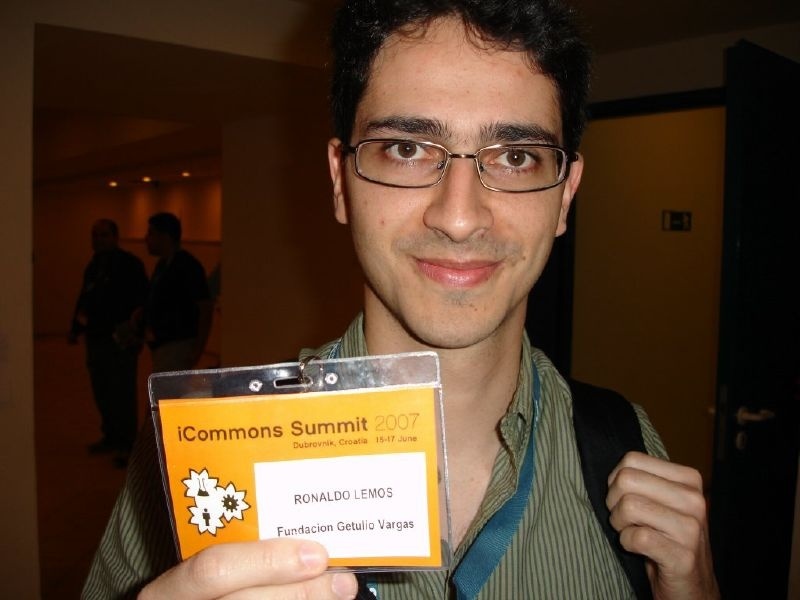 iCommons Summit 2007
Dubrovnik, Croatia 15-17 June
RONALDO LEMOS
Fundacion Getulio Vargas